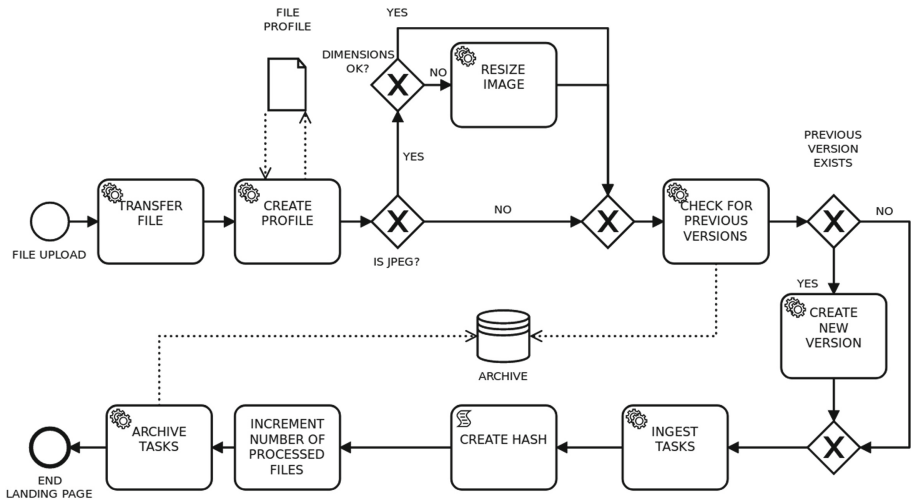 FILE
PROFILE
YES
DIMENSIONS
OK?
NO
RESIZE
IMAGE
YES
PREVIOUS
VERSION
EXISTS
FILE UPLOAD
TRANSFER
FILE
CREATE
PROFILE
IS JPEG?
NO
CHECK FOR
PREVIOUS
VERSIONS
NO
YES
CREATE
NEW
VERSION
ARCHIVE
END
LANDING PAGE
ARCHIVE
TASKS
INCREMENT
NUMBER OF
PROCESSED
FILES
CREATE HASH
INGEST
TASKS